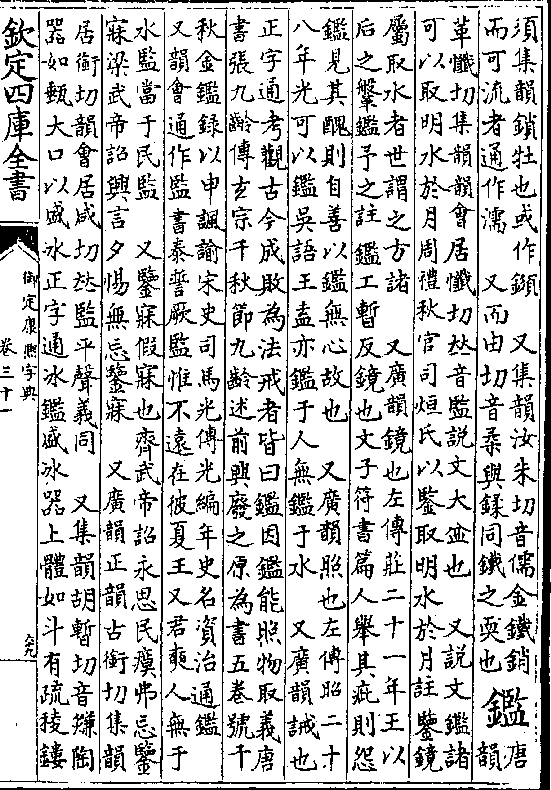 須集韻鎖牡也或作𩓣 又集韻汝朱切音儒金鐵銷
而可流者通作濡 又而由切音柔與鍒同鐵之耎也
鑑
唐
韻
革懺切集韻韻會居懺切𠀤音監說文大盆也 又說文鑑諸
可以取明水於月周禮秋官司烜氏以鑒取明水於月註鑒鏡
屬取水者世謂之方諸 又廣韻鏡也左傳莊二十一年王以
后之鞶鑑予之註鑑工暫反鏡也文子符書篇人舉其疵則怨
鑑見其醜則自善以鑑無心故也 又廣韻照也左傳昭二十
八年光可以鑑吳語王盍亦鑑于人無鑑于水 又廣韻誡也
正字通考觀古今成敗為法戒者皆曰鑑因鑑能照物取義唐
書張九齡傳玄宗千秋節九齡述前興廢之原為書五卷號千
秋金鑑錄以申諷諭宋史司馬光傳光編年史名資治通鑑
又韻會通作監書泰誓厥監惟不遠在彼夏王又君奭人無于
水監當于民監 又鑒寐假寐也齊武帝詔永思民瘼弗忘鑒
寐梁武帝詔興言夕惕無忘鑒寐 又廣韻正韻古銜切集韻
居銜切韻會居咸切𠀤監平聲義同 又集韻胡暫切音㺝陶
器如甄大口以盛冰正字通冰鑑盛冰器上體如斗有疏稜鏤
欽定四庫全書
御定康熙字典
卷三十一
六九